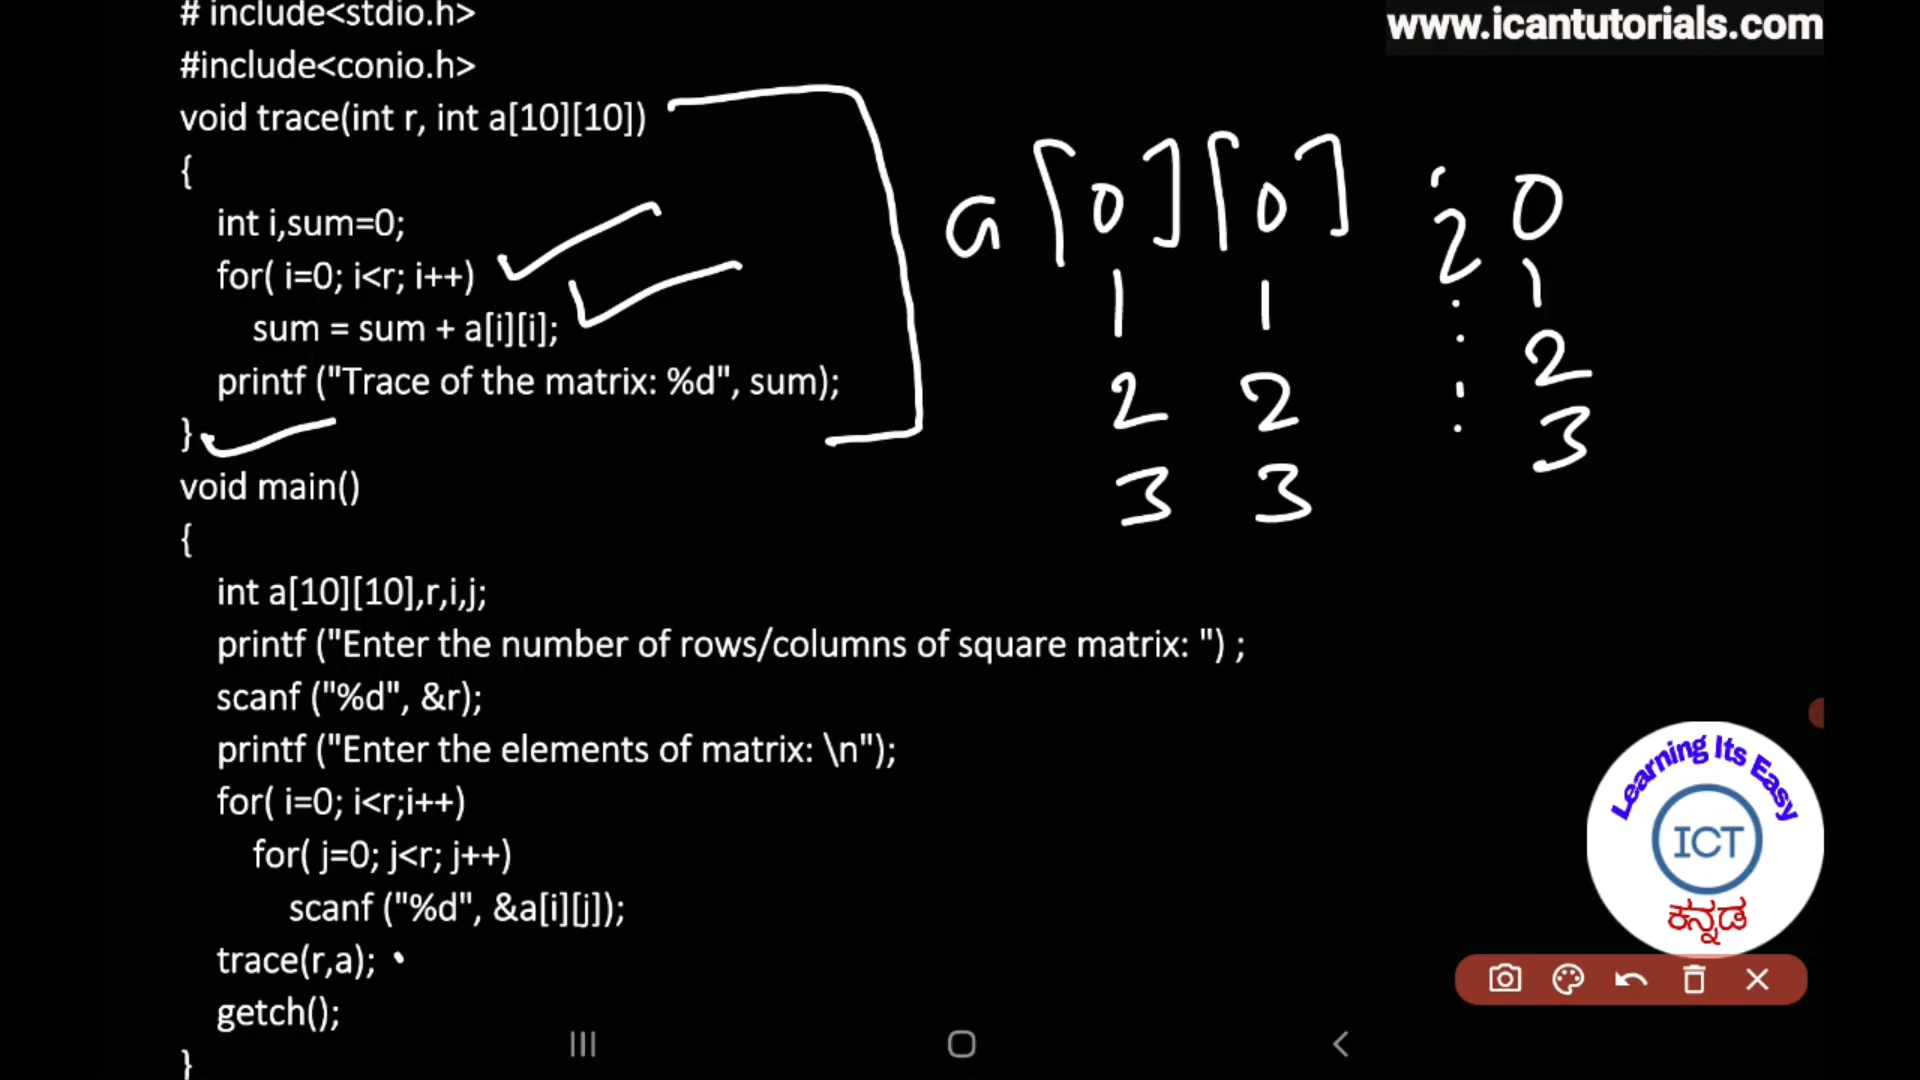 # include<stdio.h>
www.icantutorials.com
#include<conio.h>
void trace(int r, int a[10][10])
{
int i,sum=0;
for( i=0; i<r; i++)
sum = sum + a[i][i];
printf ("Trace of the matrix: %d", sum);
}
a[0][0]
1 1
2 2
3 3
i 0
1
2
3
void main()
{
int a[10][10],r,i,j;
printf ("Enter the number of rows/columns of square matrix: ") ;
scanf ("%d", &r);
printf ("Enter the elements of matrix: \n");
for( i=0; i<r;i++)
for( j=0; j<r; j++)
scanf ("%d", &a[i][j]);
trace(r,a);
getch();
}
Learning Its Easy
ICT
ಕನ್ನಡ